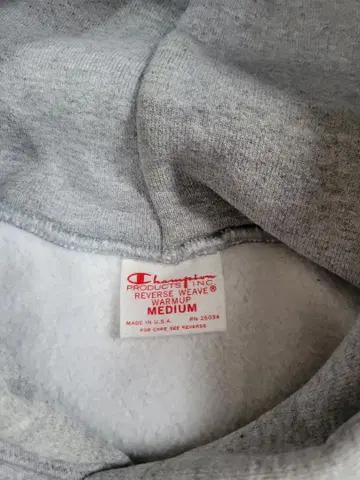 Champion
PRODUCTS INC
REVERSE WEAVE®
WARMUP
MEDIUM
MADE IN U.S.A. RN 26094
FOR CARE SEE REVERSE